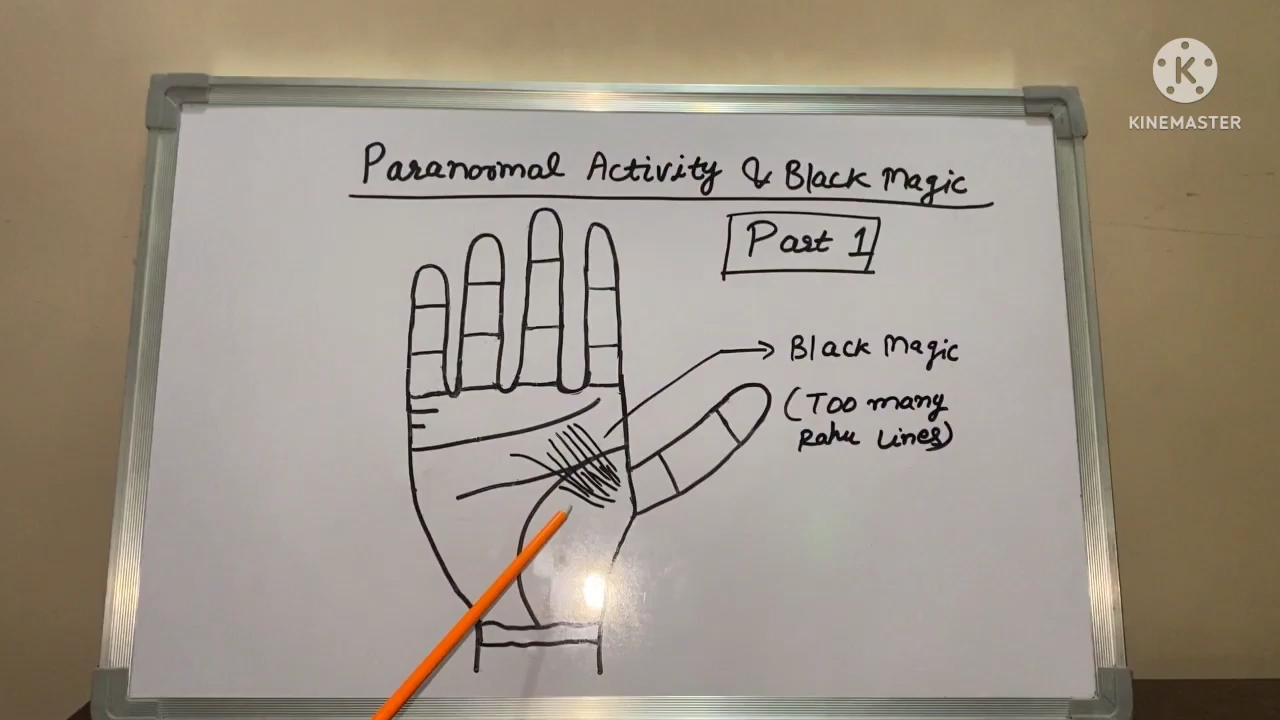 K
KINEMASTER
Paranormal Activity & Black Magic
Part 1
Black Magic
(Too many
Rahu Lines)